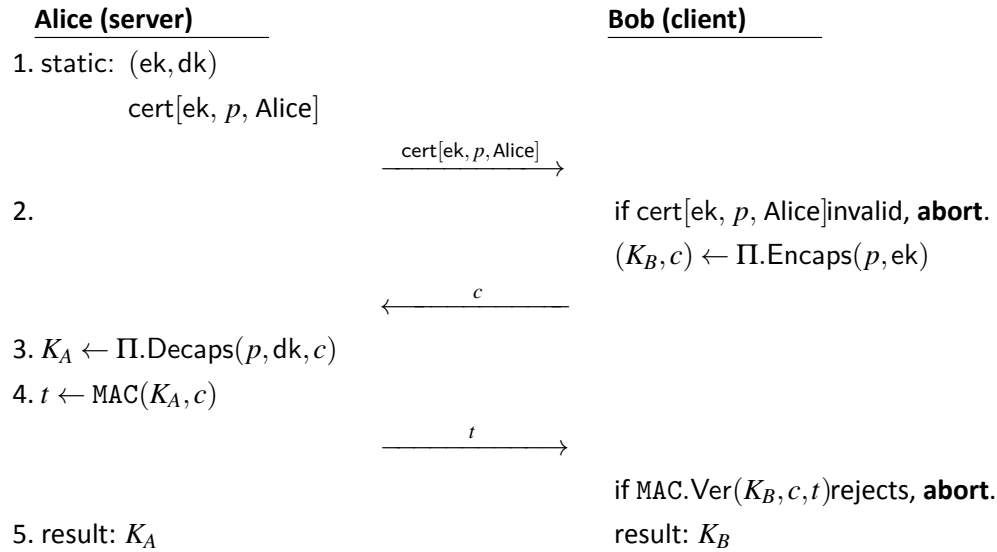 Alice (server) Bob (client)
1. static: (ek, dk)
cert[ek, p, Alice]
cert[ek, p, Alice]
2. if cert[ek, p, Alice]invalid, abort.
(K_B, c) ← Π.Encaps(p, ek)
c
3. K_A ← Π.Decaps(p, dk, c)
4. t ← MAC(K_A, c)
t
if MAC.Ver(K_B, c, t)rejects, abort.
5. result: K_A result: K_B